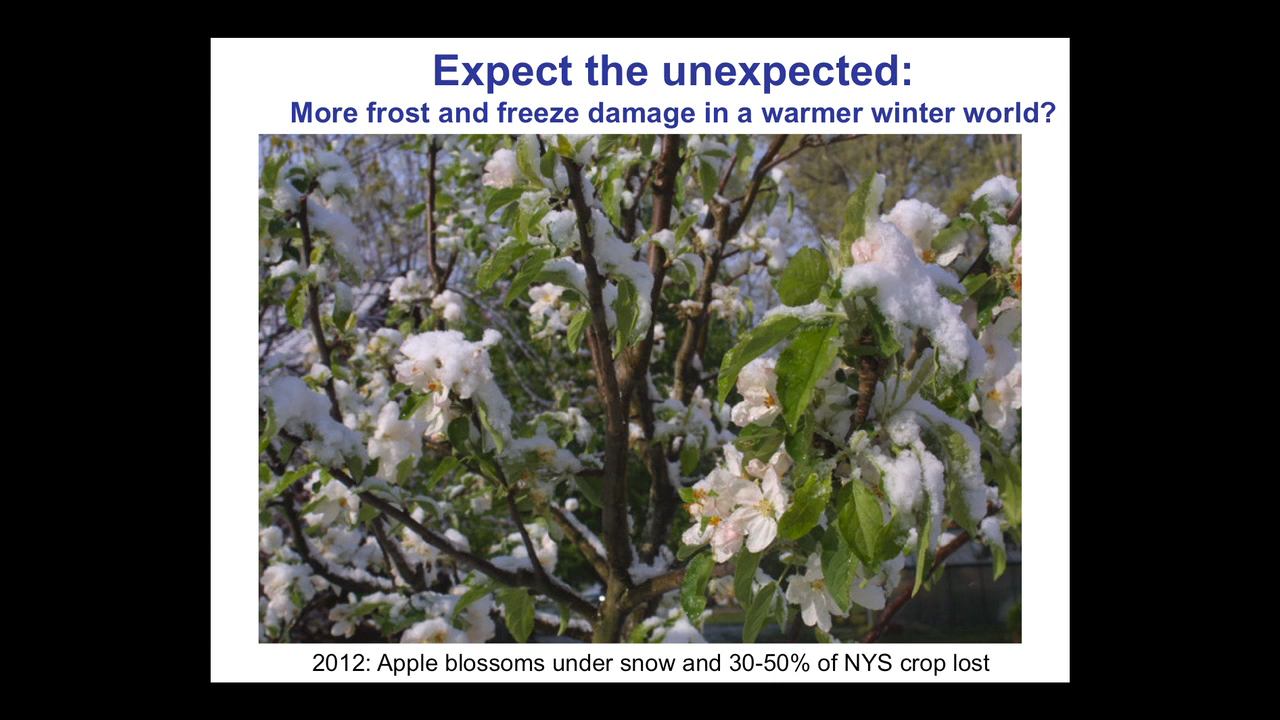 Expect the unexpected:
More frost and freeze damage in a warmer winter world?
2012: Apple blossoms under snow and 30-50% of NYS crop lost